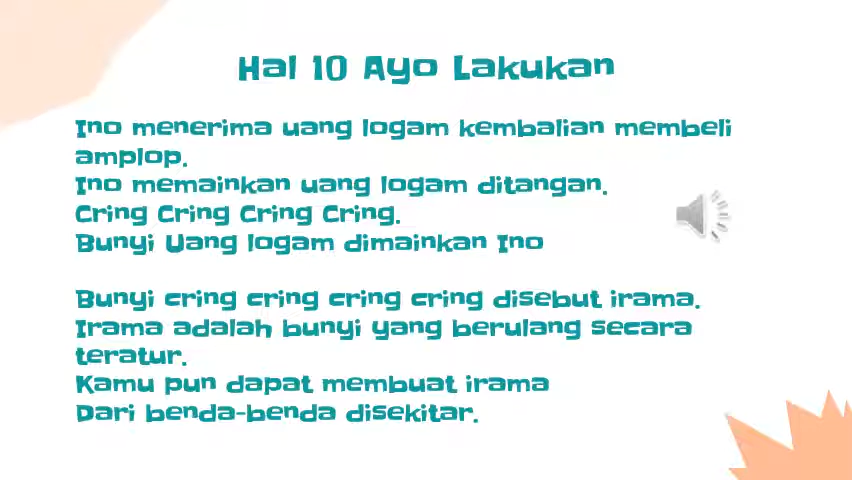 Hal 10 Ayo Lakukan
Ino menerima uang logam kembalian membeli
amplop.
Ino memainkan uang logam ditangan.
Cring Cring Cring Cring.
Bunyi Uang logam dimainkan Ino
Bunyi cring cring cring cring disebut irama.
Irama adalah bunyi yang berulang secara
teratur.
Kamu pun dapat membuat irama
Dari benda-benda disekitar.